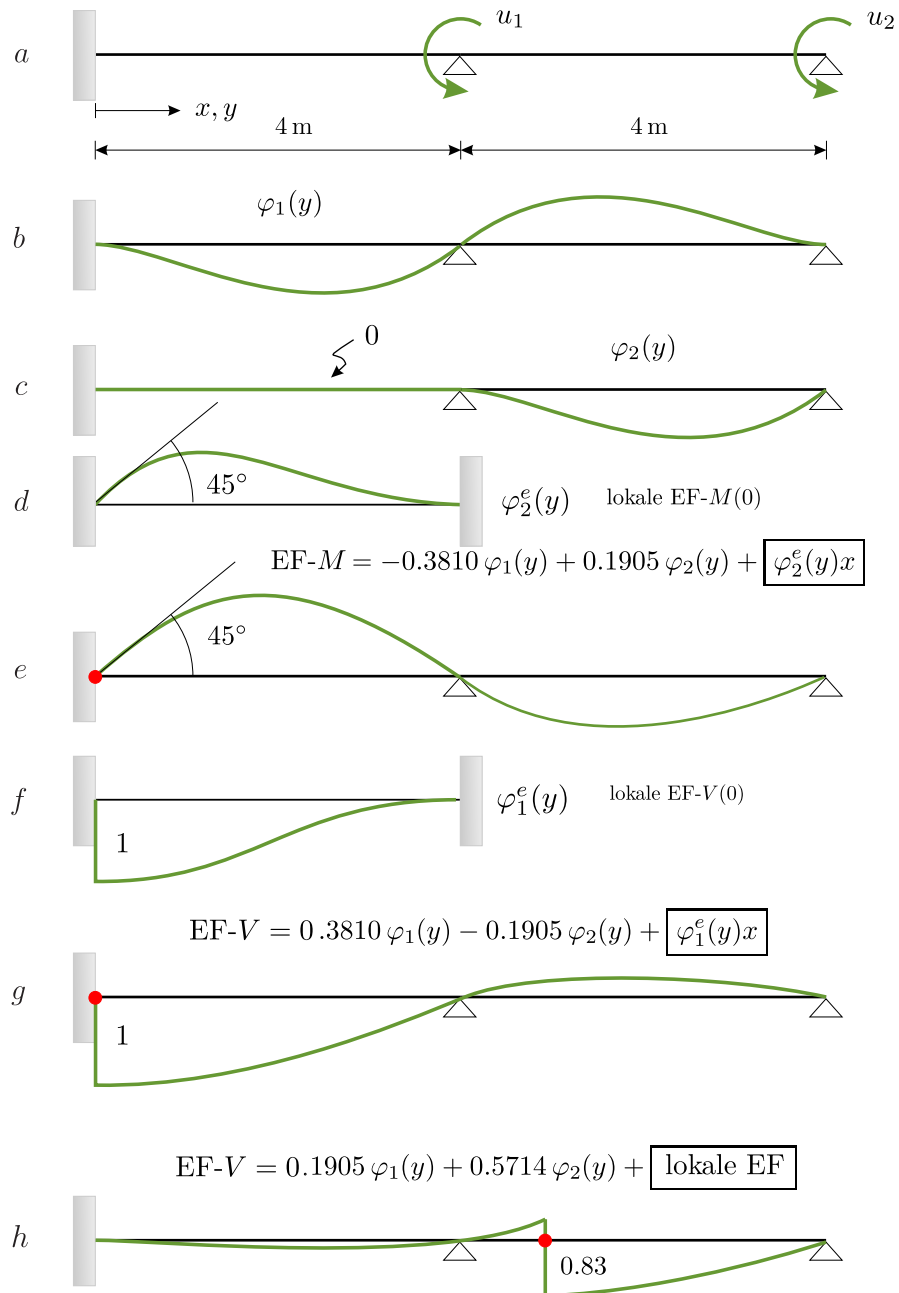 u₁
u₂
a
x, y
4 m
4 m
φ₁(y)
b
0
φ₂(y)
c
45°
d
φ₂ᵉ(y) lokale EF-M(0)
EF-M = −0.3810 φ₁(y) + 0.1905 φ₂(y) + φ₂ᵉ(y)x
45°
e
f
φ₁ᵉ(y) lokale EF-V(0)
1
EF-V = 0.3810 φ₁(y) − 0.1905 φ₂(y) + φ₁ᵉ(y)x
g
1
EF-V = 0.1905 φ₁(y) + 0.5714 φ₂(y) + lokale EF
h
0.83